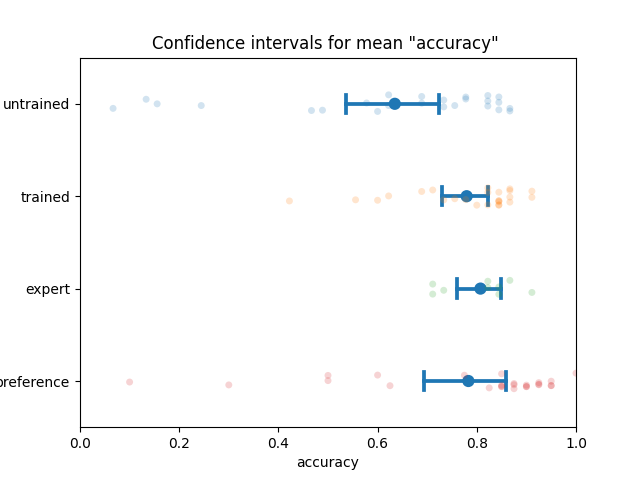 Confidence intervals for mean "accuracy"
untrained
trained
expert
preference
0.0 0.2 0.4 0.6 0.8 1.0
accuracy